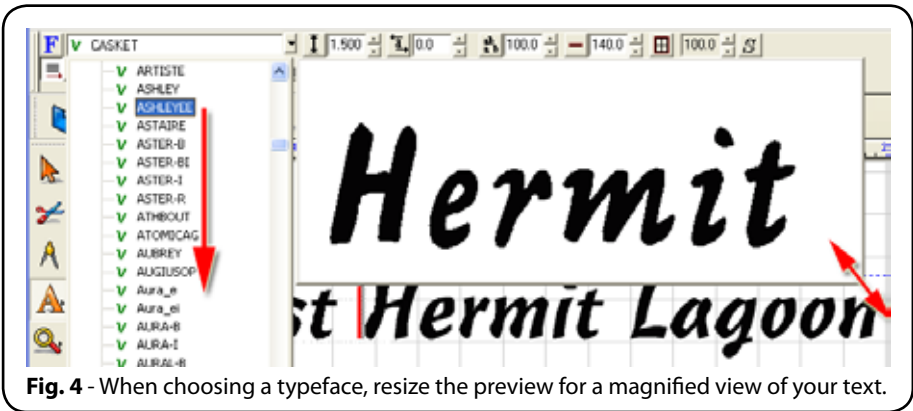 F V CASKET 1.500 0.0 100.0 140.0 100.0
V ARTISTE
V ASHLEY
V ASHLEYEE
V ASTAIRE
V ASTER-B
V ASTER-BI
V ASTER-I
V ASTER-R
V ATHBOUT
V ATOMICAG
V AUBREY
V AUGIUSOP
V Aura_e
V Aura_ei
V AURA-B
V AURA-I
V AURAL-B
Hermit
st Hermit Lagoon
Fig. 4 - When choosing a typeface, resize the preview for a magnified view of your text.